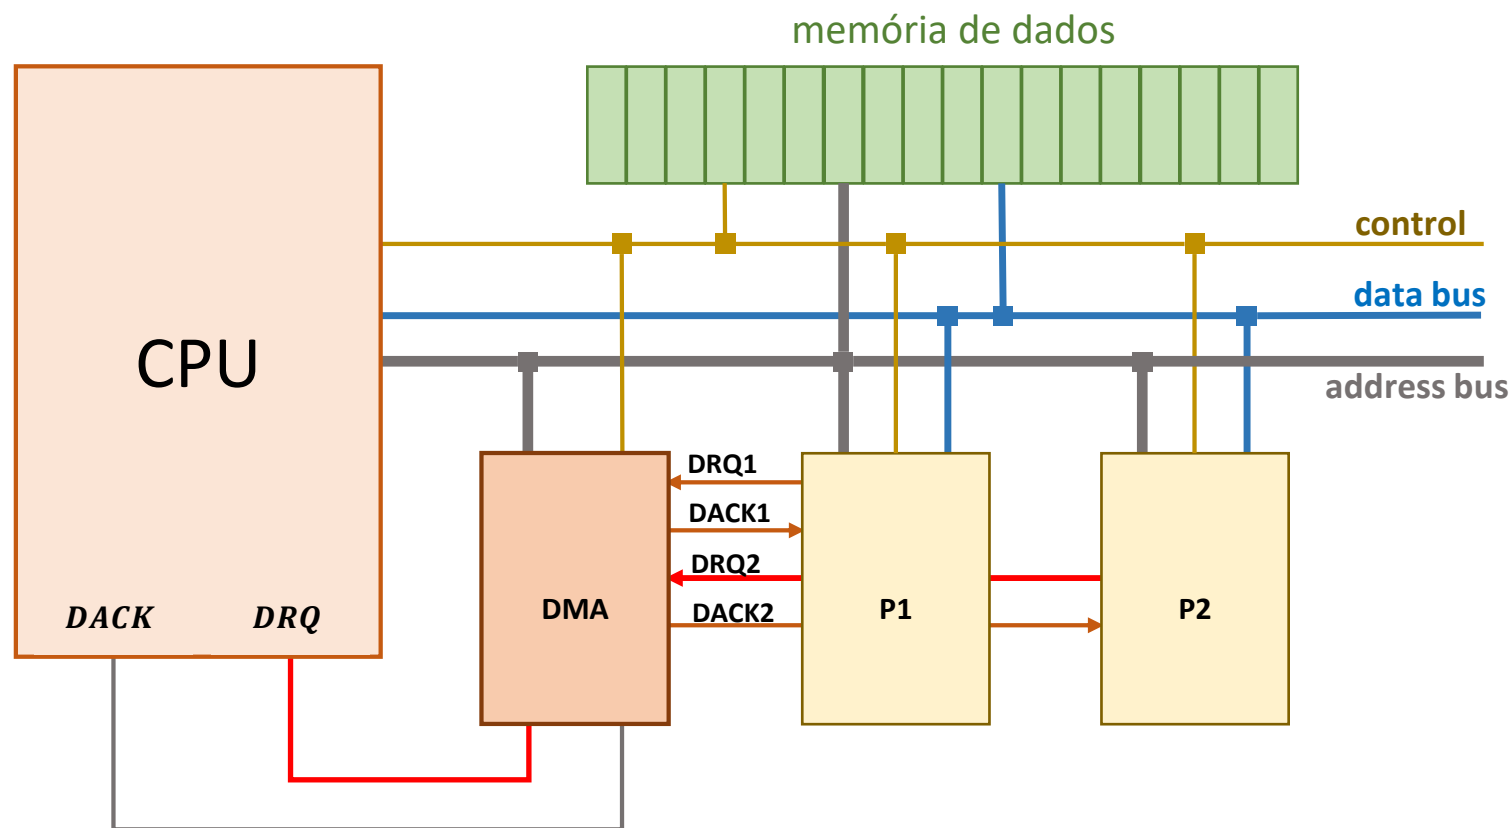 memória de dados
control
data bus
CPU
address bus
DRQ1
DACK1
DRQ2
DACK DRQ
DMA
DACK2
P1
P2